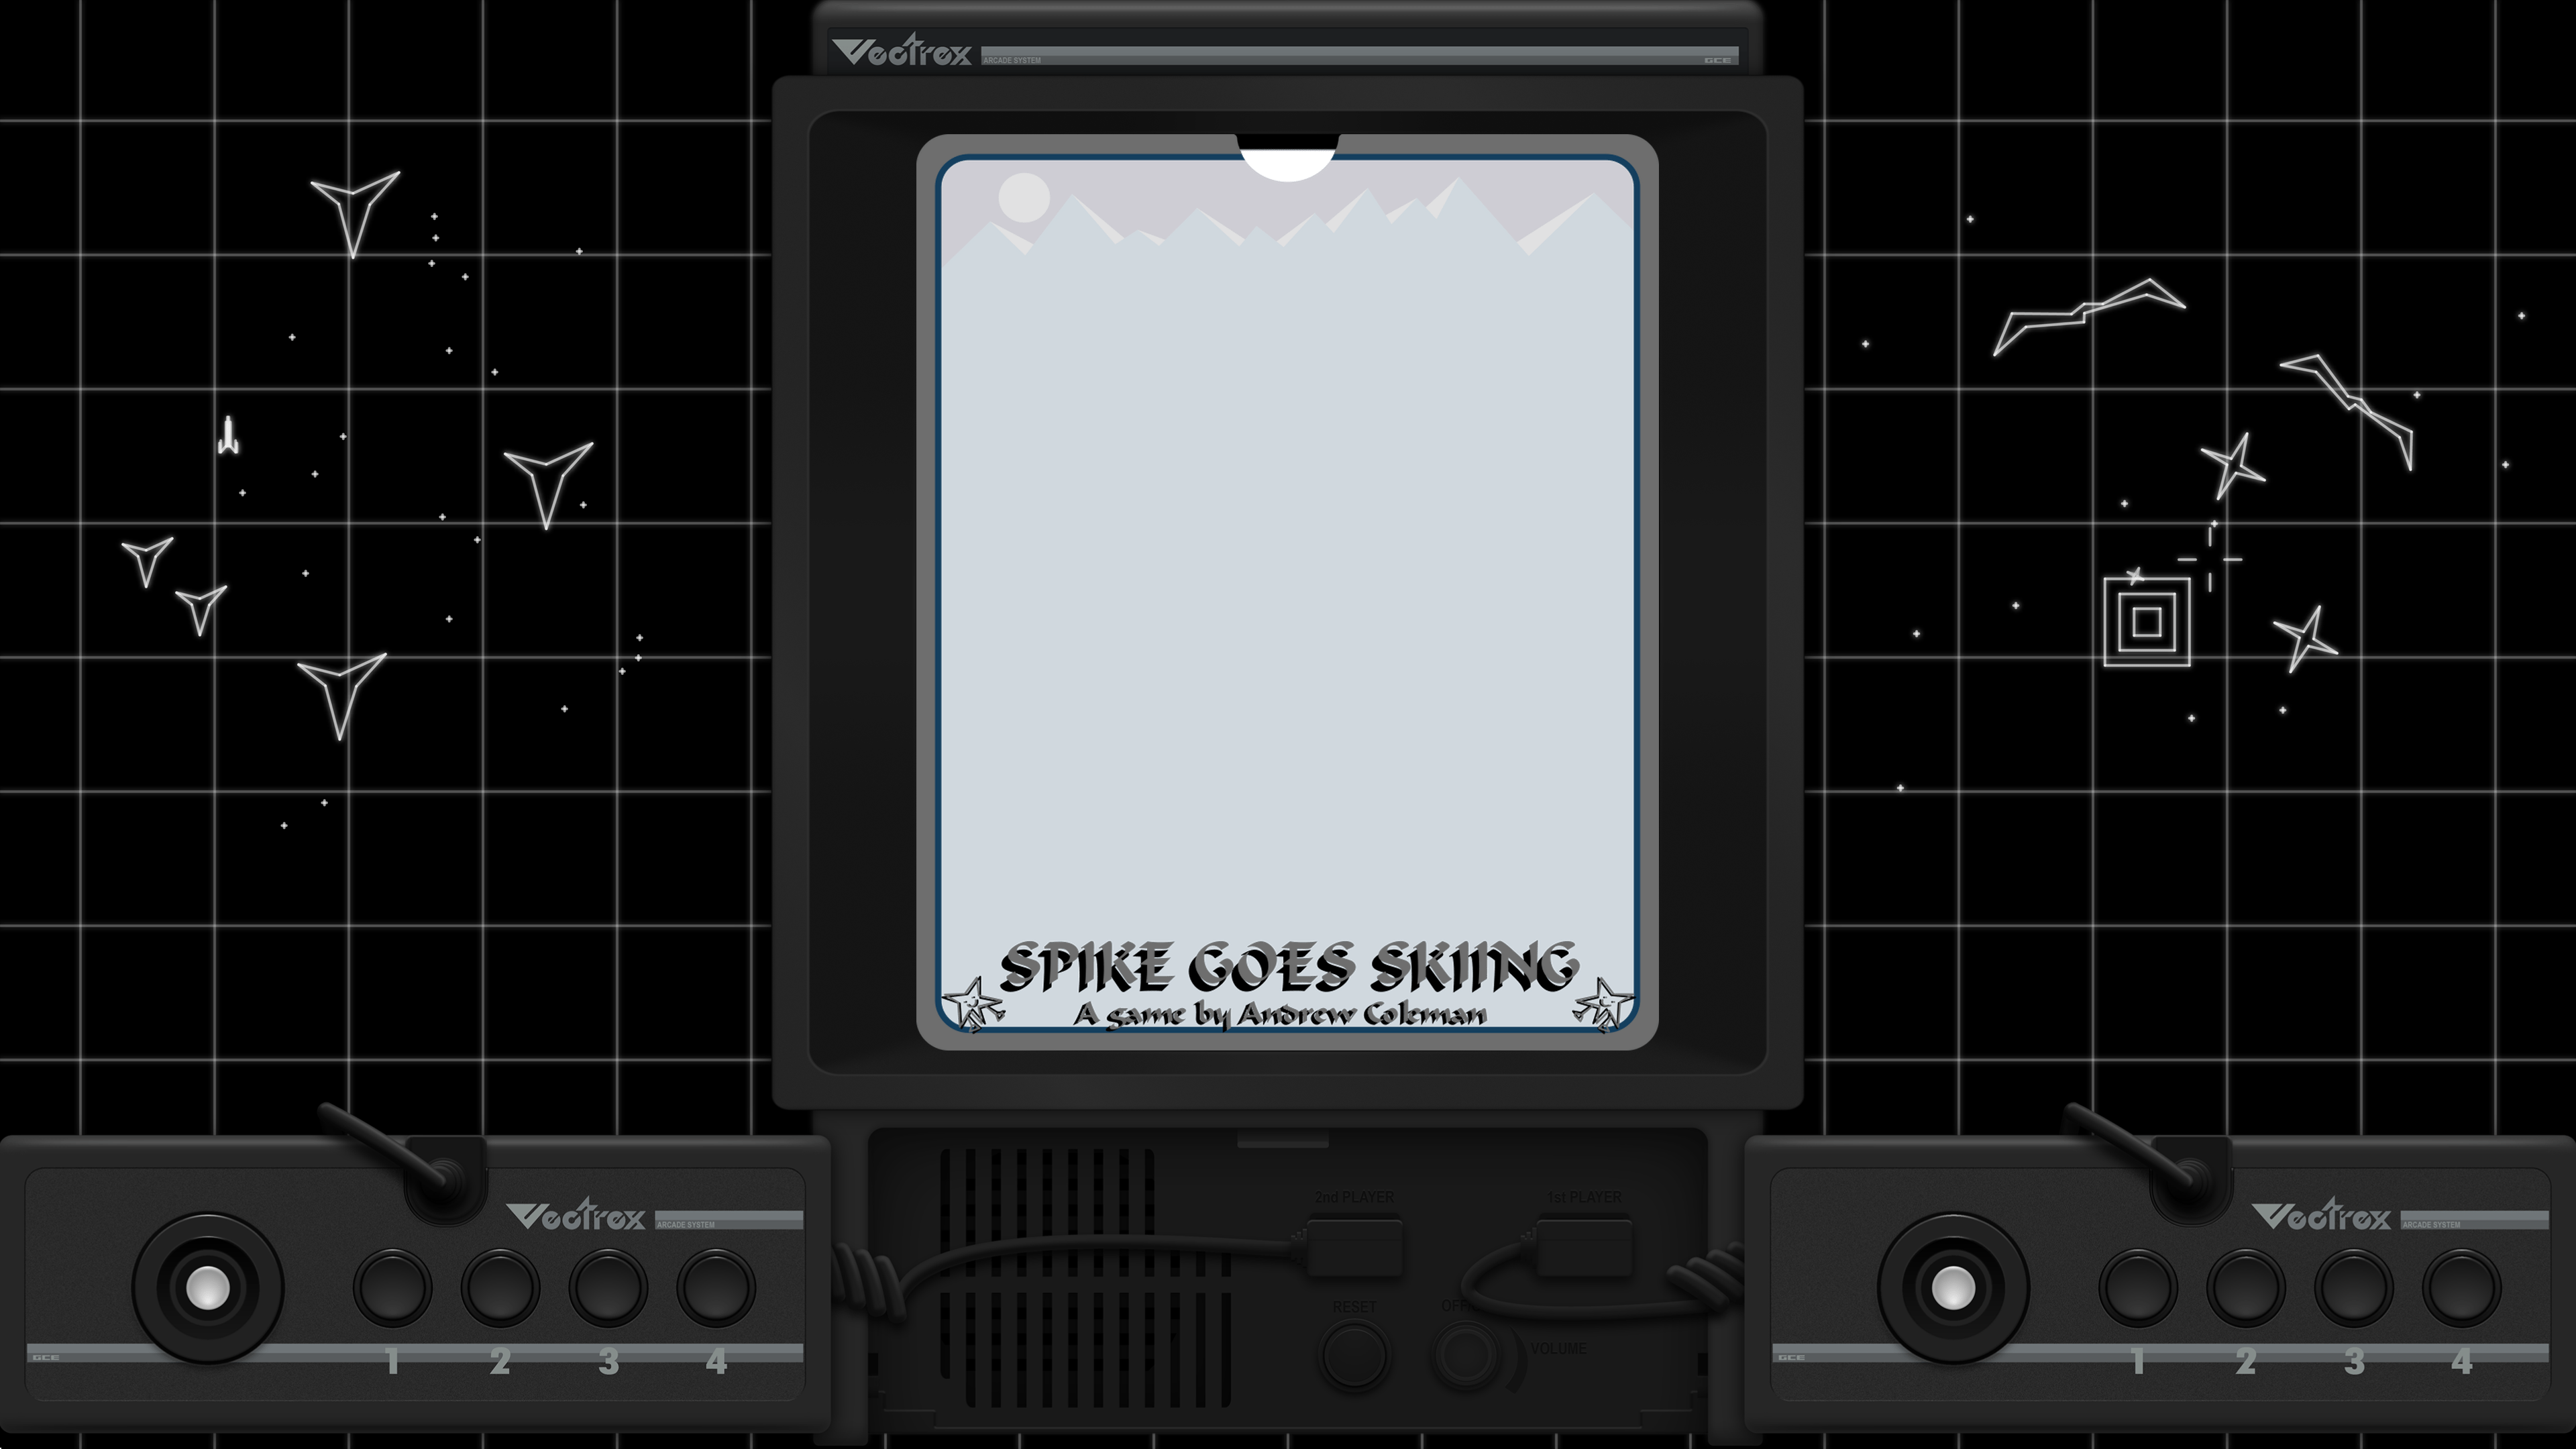 Vectrex
ARCADE SYSTEM
GCE
SPIKE GOES SKIING
A game by Andrew Coleman
2nd PLAYER
1st PLAYER
Vectrex
ARCADE SYSTEM
Vectrex
ARCADE SYSTEM
RESET
VOLUME
GCE
1 2 3 4
GCE
1 2 3 4